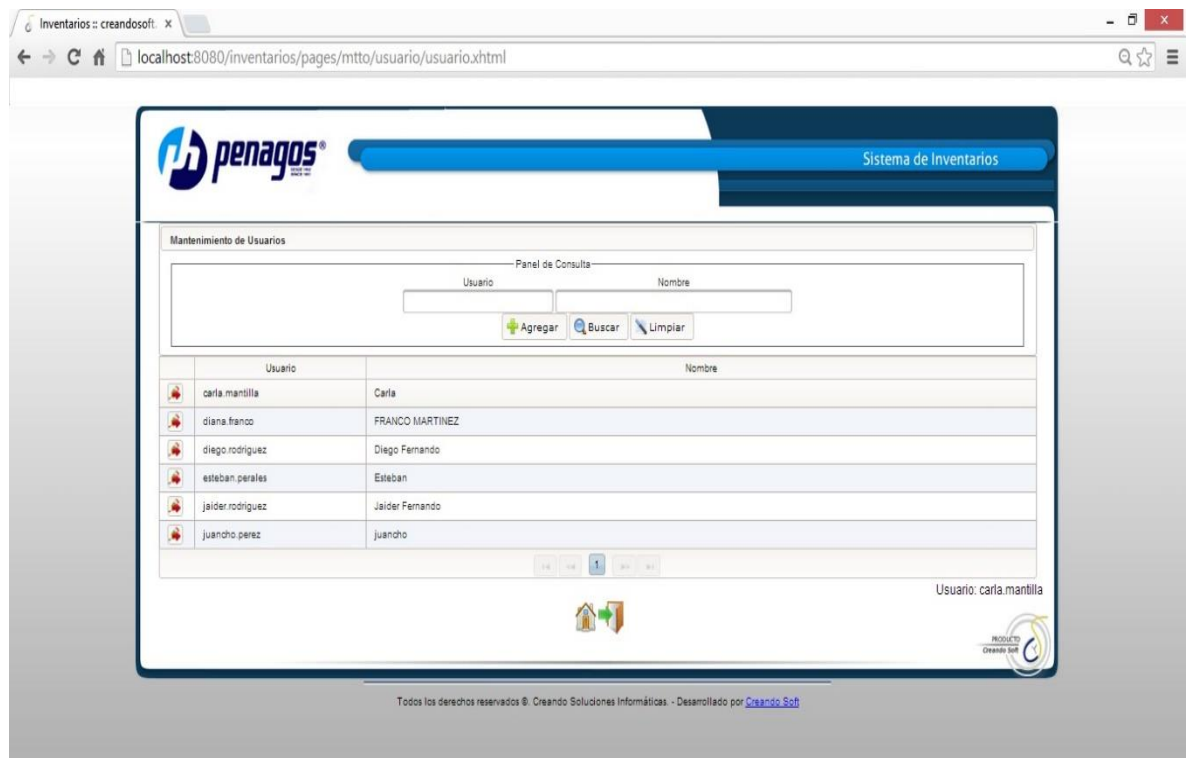 Inventarios :: creandosoft.
localhost:8080/inventarios/pages/mtto/usuario/usuario.xhtml
penagos®
Sistema de Inventarios
Mantenimiento de Usuarios
Panel de Consulta
Usuario Nombre
Agregar Buscar Limpiar
Usuario Nombre
carla.mantilla Carla
diana.franco FRANCO MARTINEZ
diego.rodriguez Diego Fernando
esteban.perales Esteban
jaider.rodriguez Jaider Fernando
juancho.perez juancho
1
Usuario: carla.mantilla
PRODUCTO
Creando Soft
Todos los derechos reservados ©. Creando Soluciones Informáticas. - Desarrollado por Creando Soft